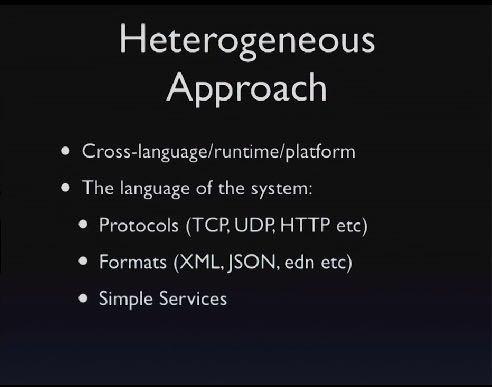 Heterogeneous
Approach
• Cross-language/runtime/platform
• The language of the system:
• Protocols (TCP, UDP, HTTP etc)
• Formats (XML, JSON, edn etc)
• Simple Services